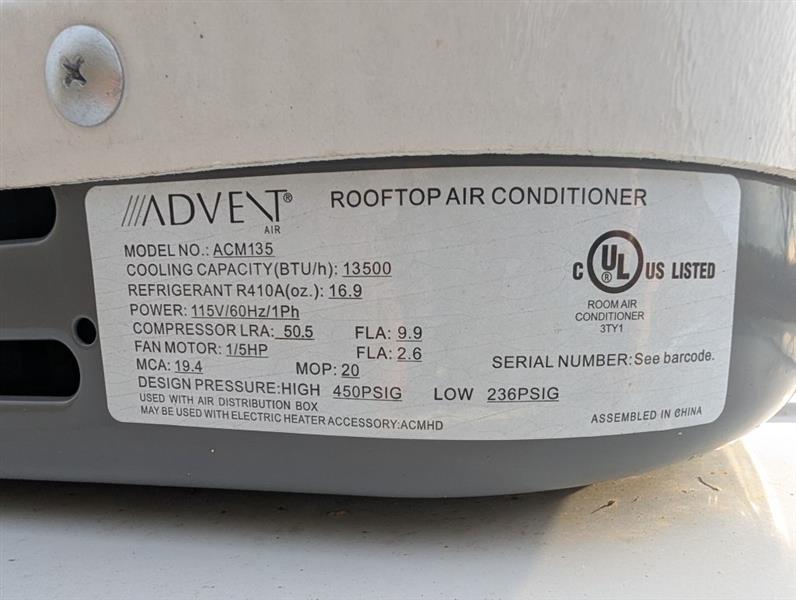 ADVENT®
AIR
ROOFTOP AIR CONDITIONER
MODEL NO.: ACM135
COOLING CAPACITY(BTU/h): 13500
REFRIGERANT R410A(oz.): 16.9
POWER: 115V/60Hz/1Ph
COMPRESSOR LRA: 50.5 FLA: 9.9
FAN MOTOR: 1/5HP FLA: 2.6
MCA: 19.4 MOP: 20
DESIGN PRESSURE:HIGH 450PSIG LOW 236PSIG
USED WITH AIR DISTRIBUTION BOX
MAY BE USED WITH ELECTRIC HEATER ACCESSORY:ACMHD
C UL® US LISTED
ROOM AIR
CONDITIONER
3TY1
SERIAL NUMBER: See barcode.
ASSEMBLED IN CHINA